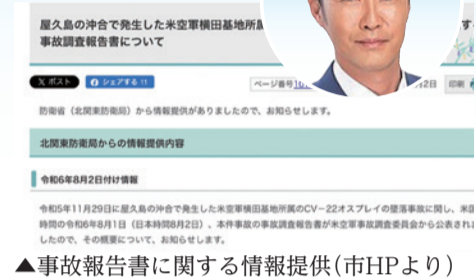 屋久島の沖合で発生した米空軍横田基地所属
事故調査報告書について
ポスト シェアする 11
ページ番号10 月2日 印刷
防衛省(北関東防衛局)から情報提供がありましたので、お知らせします。
北関東防衛局からの情報提供内容
令和6年8月2日付け情報
令和5年11月29日に屋久島の沖合で発生した米空軍横田基地所属のCV-22オスプレイの墜落事故に関し、米国
時間の令和6年8月1日(日本時間8月2日)、本件事故の事故調査報告書が米空軍事故調査委員会から公表されま
したので、その概要について、お知らせします。
▲事故報告書に関する情報提供(市HPより)